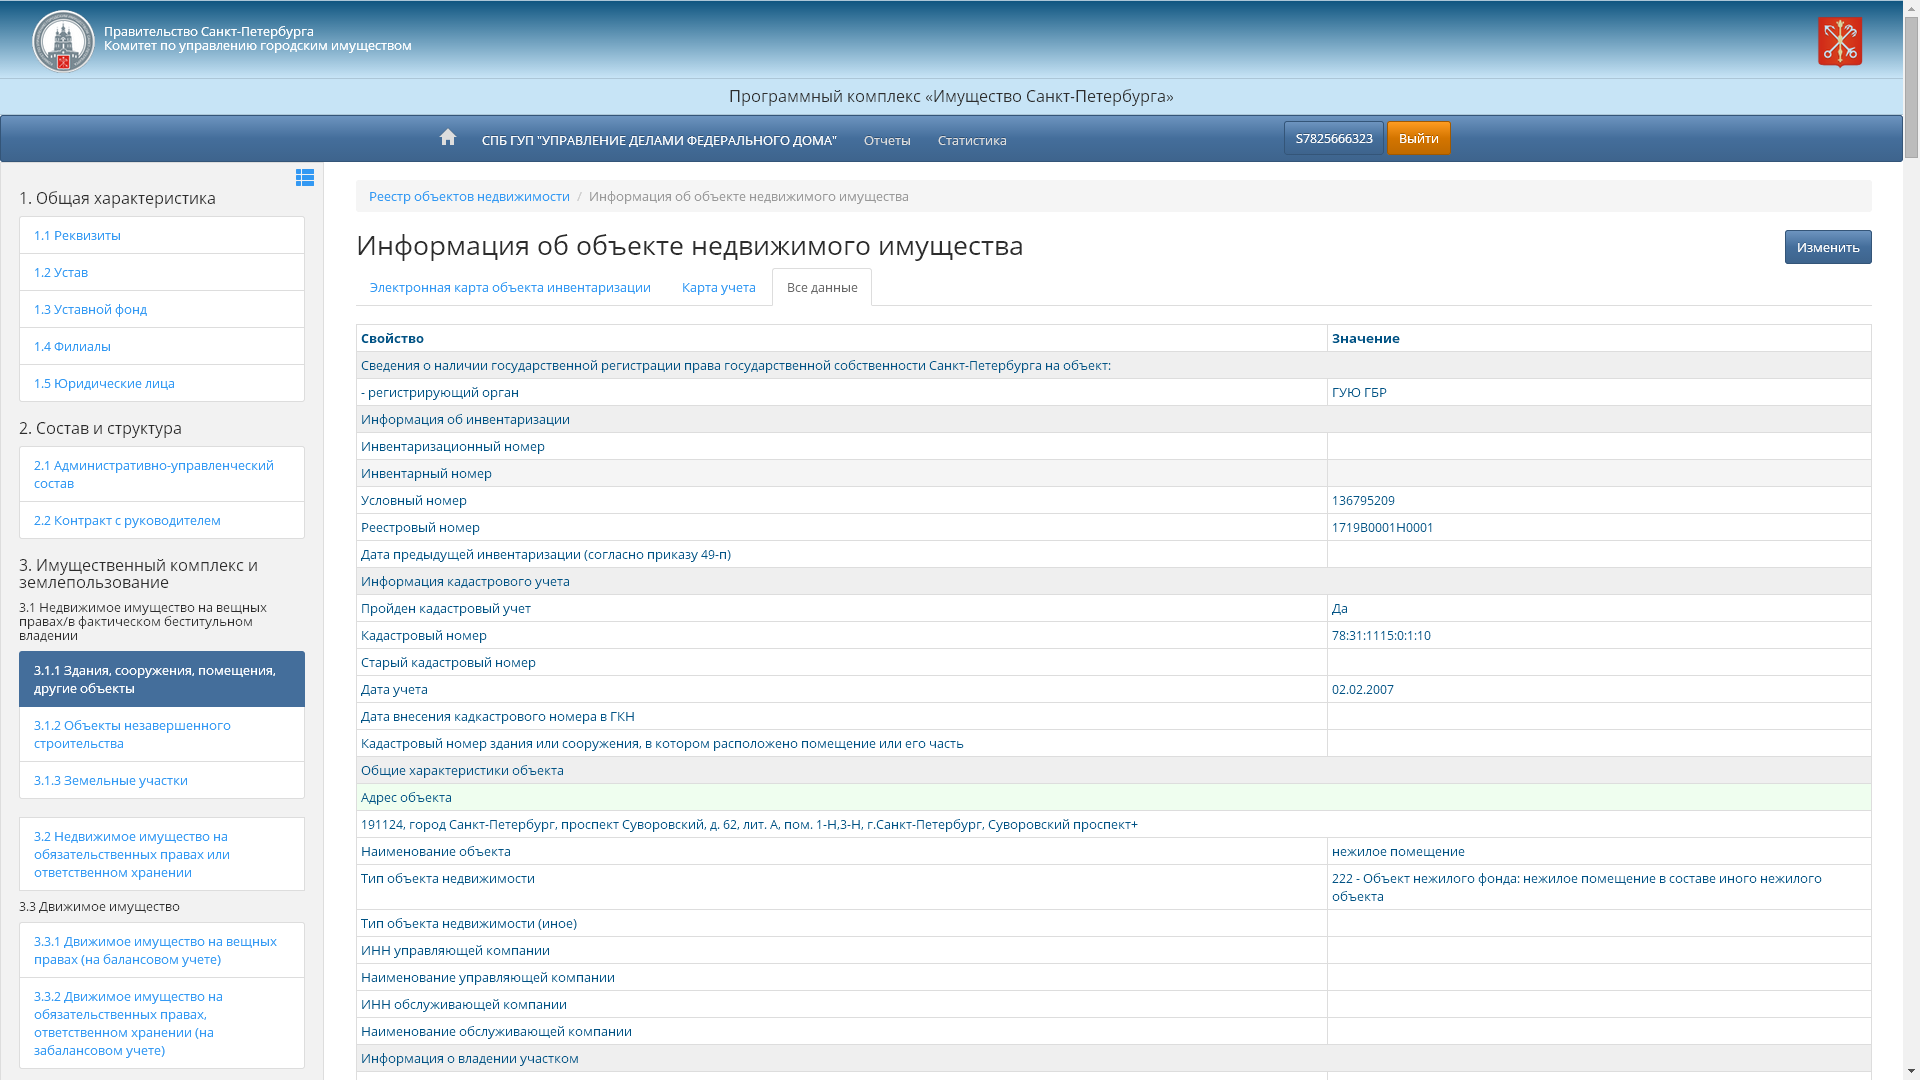 Правительство Санкт-Петербурга
Комитет по управлению городским имуществом
Программный комплекс «Имущество Санкт-Петербурга»
СПБ ГУП "УПРАВЛЕНИЕ ДЕЛАМИ ФЕДЕРАЛЬНОГО ДОМА" Отчеты Статистика S7825666323 Выйти
1. Общая характеристика
1.1 Реквизиты
1.2 Устав
1.3 Уставной фонд
1.4 Филиалы
1.5 Юридические лица
2. Состав и структура
2.1 Административно-управленческий
состав
2.2 Контракт с руководителем
3. Имущественный комплекс и
землепользование
3.1 Недвижимое имущество на вещных
правах/в фактическом беститульном
владении
3.1.1 Здания, сооружения, помещения,
другие объекты
3.1.2 Объекты незавершенного
строительства
3.1.3 Земельные участки
3.2 Недвижимое имущество на
обязательственных правах или
ответственном хранении
3.3 Движимое имущество
3.3.1 Движимое имущество на вещных
правах (на балансовом учете)
3.3.2 Движимое имущество на
обязательственных правах,
ответственном хранении (на
забалансовом учете)
Реестр объектов недвижимости / Информация об объекте недвижимого имущества
Информация об объекте недвижимого имущества
Изменить
Электронная карта объекта инвентаризации Карта учета Все данные
Свойство Значение
Сведения о наличии государственной регистрации права государственной собственности Санкт-Петербурга на объект:
- регистрирующий орган ГУЮ ГБР
Информация об инвентаризации
Инвентаризационный номер
Инвентарный номер
Условный номер 136795209
Реестровый номер 1719В0001Н0001
Дата предыдущей инвентаризации (согласно приказу 49-п)
Информация кадастрового учета
Пройден кадастровый учет Да
Кадастровый номер 78:31:1115:0:1:10
Старый кадастровый номер
Дата учета 02.02.2007
Дата внесения кадкастрового номера в ГКН
Кадастровый номер здания или сооружения, в котором расположено помещение или его часть
Общие характеристики объекта
Адрес объекта
191124, город Санкт-Петербург, проспект Суворовский, д. 62, лит. А, пом. 1-Н,3-Н, г.Санкт-Петербург, Суворовский проспект+
Наименование объекта нежилое помещение
Тип объекта недвижимости 222 - Объект нежилого фонда: нежилое помещение в составе иного нежилого
объекта
Тип объекта недвижимости (иное)
ИНН управляющей компании
Наименование управляющей компании
ИНН обслуживающей компании
Наименование обслуживающей компании
Информация о владении участком